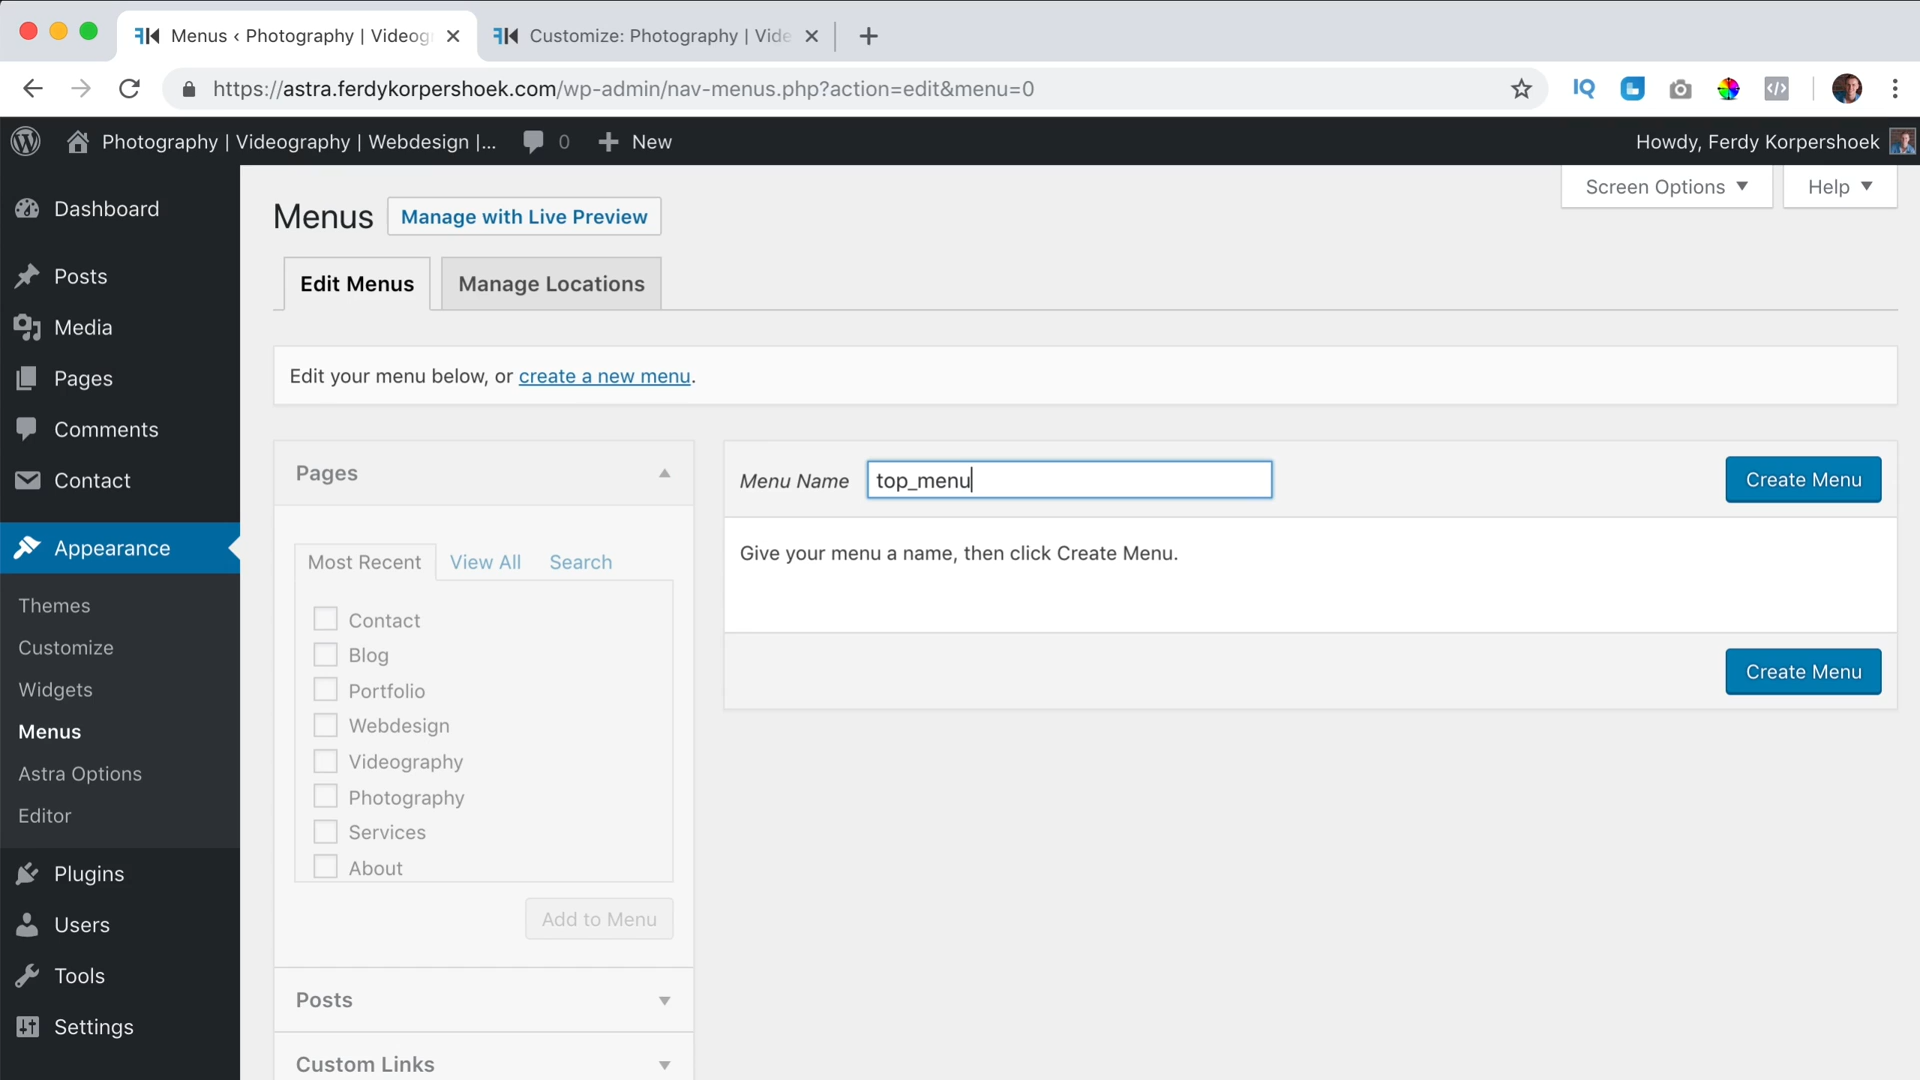 Menus ‹ Photography | Videog
Customize: Photography | Vide
https://astra.ferdykorpershoek.com/wp-admin/nav-menus.php?action=edit&menu=0
IQ
Photography | Videography | Webdesign |...
0
New
Howdy, Ferdy Korpershoek
Screen Options
Help
Menus
Manage with Live Preview
Edit Menus
Manage Locations
Edit your menu below, or create a new menu.
Dashboard
Posts
Media
Pages
Comments
Contact
Appearance
Themes
Customize
Widgets
Menus
Astra Options
Editor
Plugins
Users
Tools
Settings
Pages
Most Recent
View All
Search
Contact
Blog
Portfolio
Webdesign
Videography
Photography
Services
About
Add to Menu
Posts
Custom Links
Menu Name
top_menu
Create Menu
Give your menu a name, then click Create Menu.
Create Menu